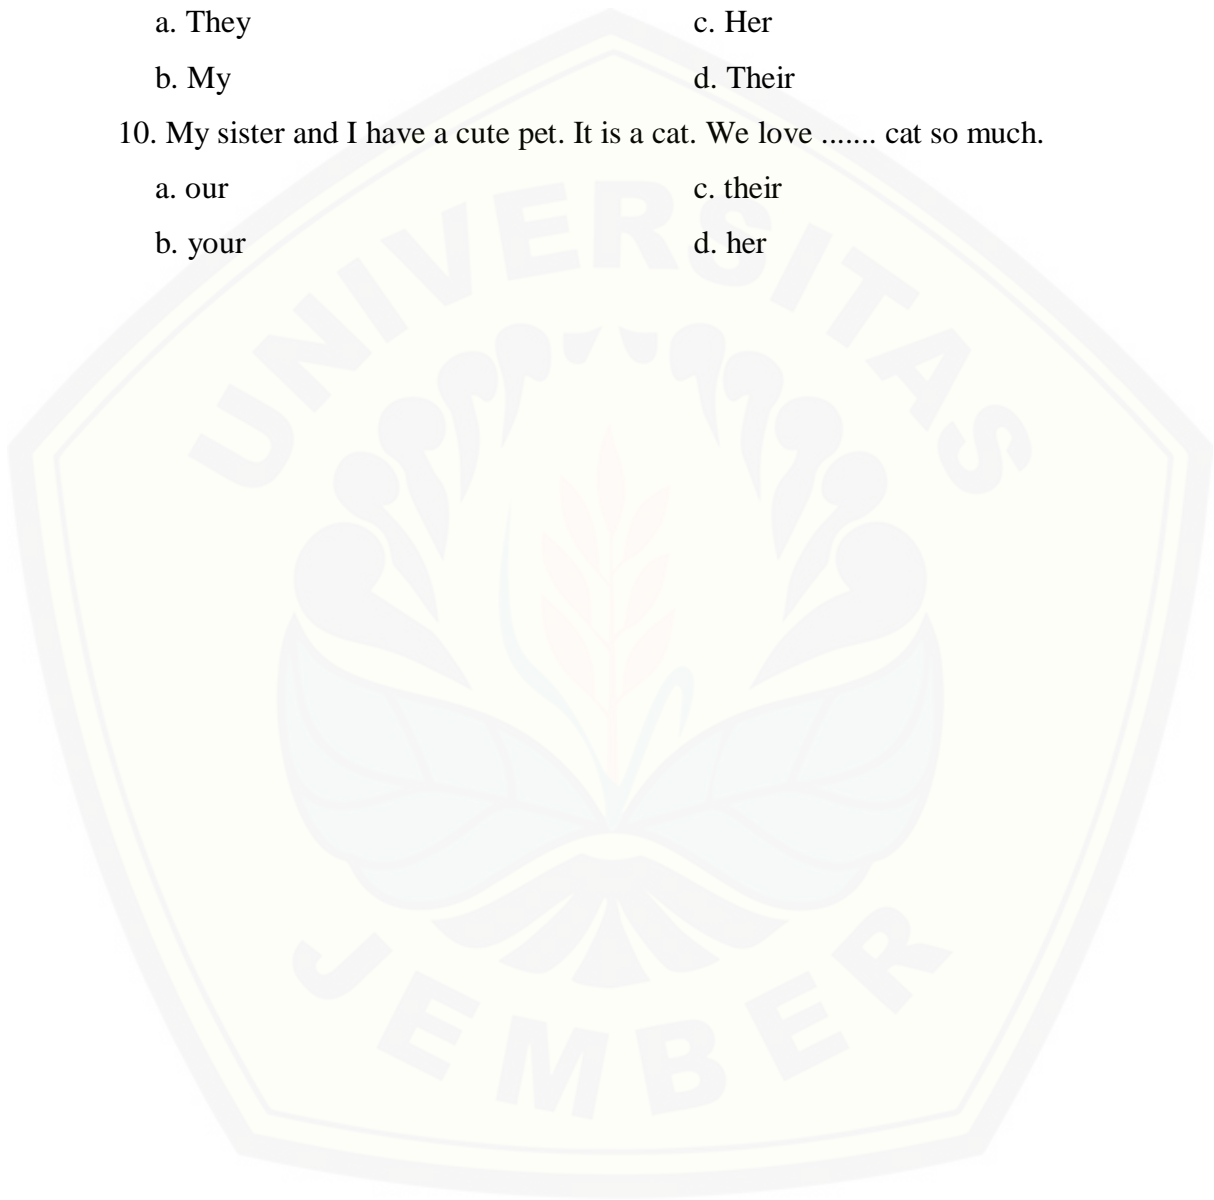 a. They c. Her
b. My d. Their
10. My sister and I have a cute pet. It is a cat. We love ....... cat so much.
a. our c. their
b. your d. her
UNIVERSITAS
JEMBER